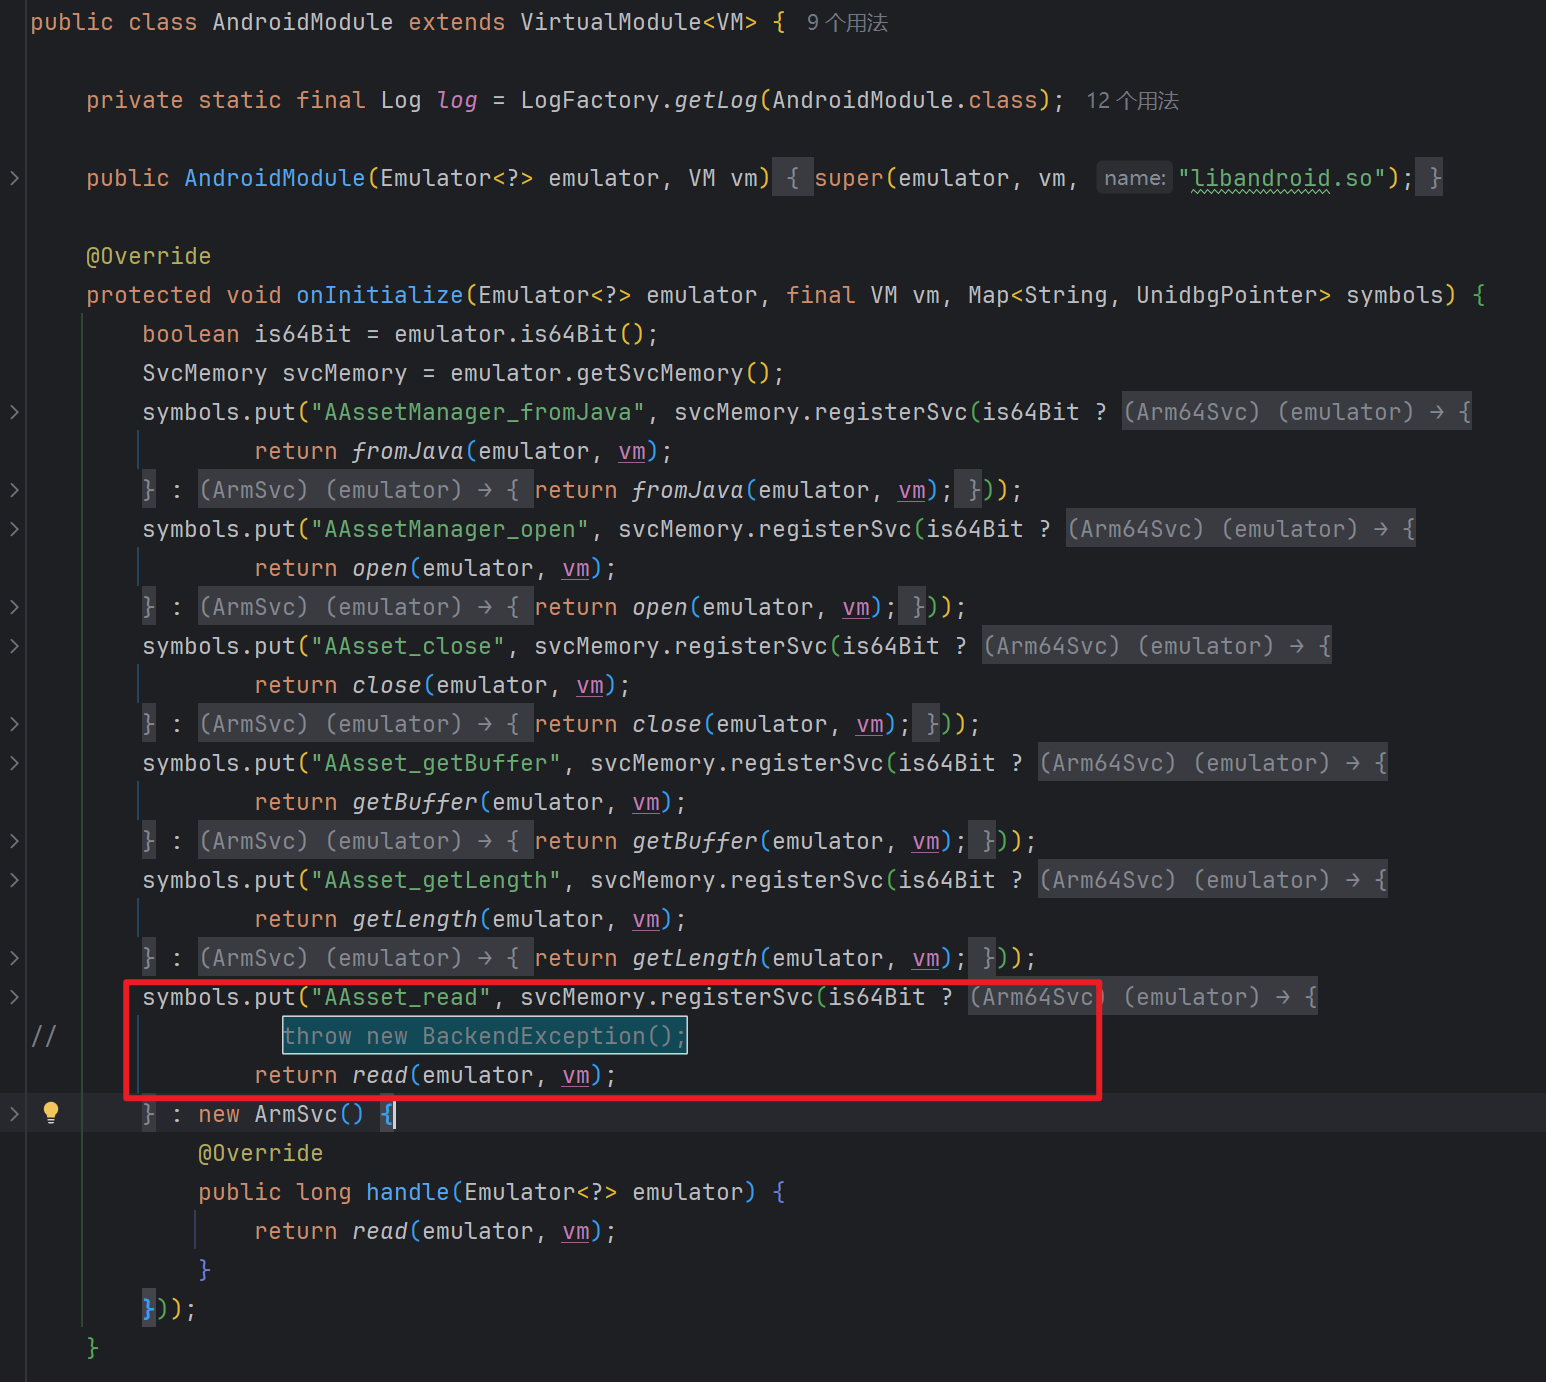 public class AndroidModule extends VirtualModule<VM> { 9 个用法
private static final Log log = LogFactory.getLog(AndroidModule.class); 12 个用法
public AndroidModule(Emulator<?> emulator, VM vm) { super(emulator, vm, name: "libandroid.so"); }
@Override
protected void onInitialize(Emulator<?> emulator, final VM vm, Map<String, UnidbgPointer> symbols) {
boolean is64Bit = emulator.is64Bit();
SvcMemory svcMemory = emulator.getSvcMemory();
symbols.put("AAssetManager_fromJava", svcMemory.registerSvc(is64Bit ? (Arm64Svc) (emulator) → {
return fromJava(emulator, vm);
} : (ArmSvc) (emulator) → { return fromJava(emulator, vm); }));
symbols.put("AAssetManager_open", svcMemory.registerSvc(is64Bit ? (Arm64Svc) (emulator) → {
return open(emulator, vm);
} : (ArmSvc) (emulator) → { return open(emulator, vm); }));
symbols.put("AAsset_close", svcMemory.registerSvc(is64Bit ? (Arm64Svc) (emulator) → {
return close(emulator, vm);
} : (ArmSvc) (emulator) → { return close(emulator, vm); }));
symbols.put("AAsset_getBuffer", svcMemory.registerSvc(is64Bit ? (Arm64Svc) (emulator) → {
return getBuffer(emulator, vm);
} : (ArmSvc) (emulator) → { return getBuffer(emulator, vm); }));
symbols.put("AAsset_getLength", svcMemory.registerSvc(is64Bit ? (Arm64Svc) (emulator) → {
return getLength(emulator, vm);
} : (ArmSvc) (emulator) → { return getLength(emulator, vm); }));
symbols.put("AAsset_read", svcMemory.registerSvc(is64Bit ? (Arm64Svc) (emulator) → {
// throw new BackendException();
return read(emulator, vm);
} : new ArmSvc() {
@Override
public long handle(Emulator<?> emulator) {
return read(emulator, vm);
}
}));
}